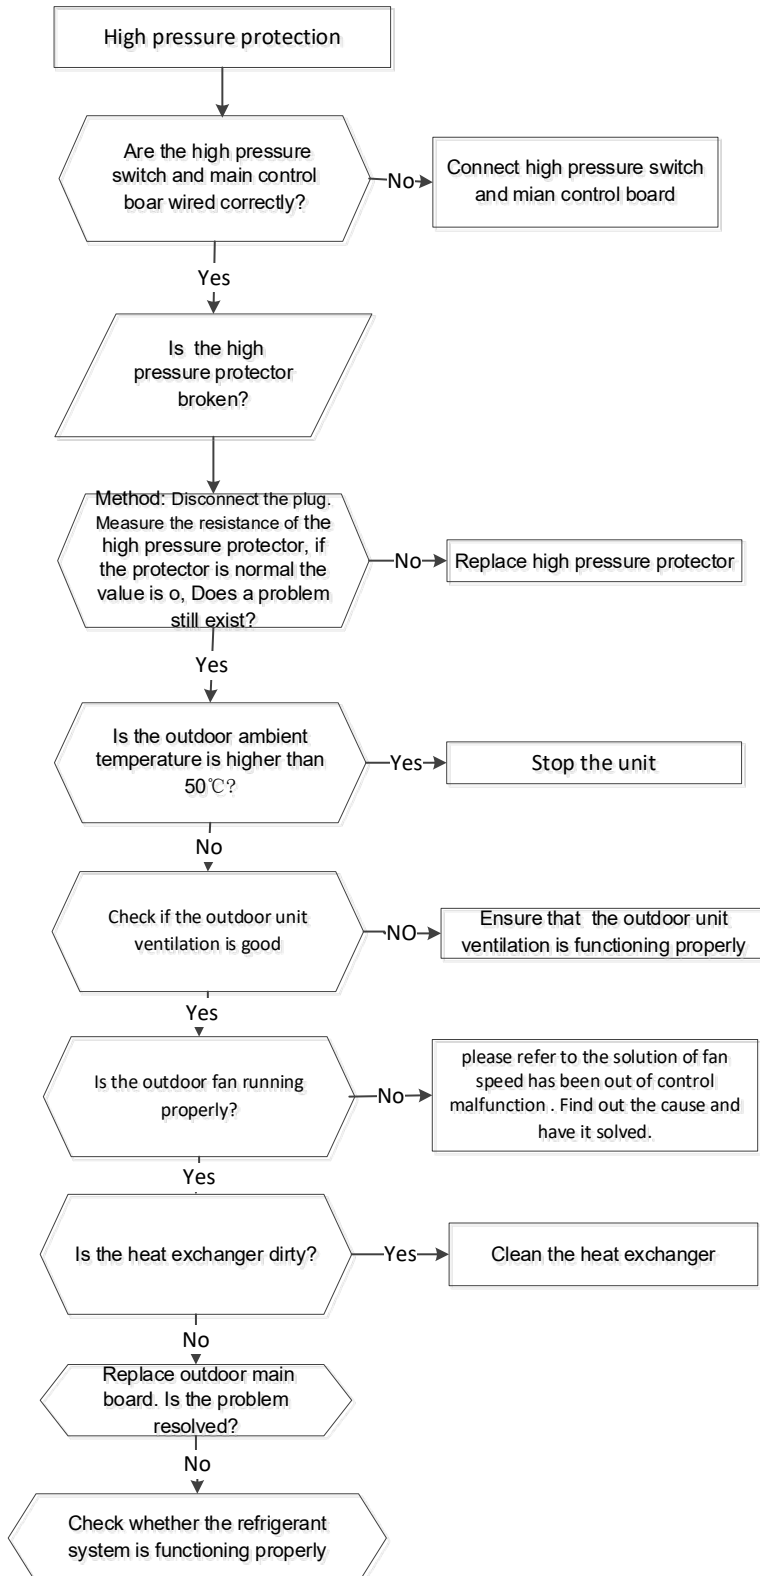 High pressure protection
Are the high pressure
switch and main control
boar wired correctly?
No
Connect high pressure switch
and mian control board
Yes
Is the high
pressure protector
broken?
Method: Disconnect the plug.
Measure the resistance of the
high pressure protector, if
the protector is normal the
value is o, Does a problem
still exist?
No
Replace high pressure protector
Yes
Is the outdoor ambient
temperature is higher than
50℃?
Yes
Stop the unit
No
Check if the outdoor unit
ventilation is good
NO
Ensure that the outdoor unit
ventilation is functioning properly
Yes
Is the outdoor fan running
properly?
No
please refer to the solution of fan
speed has been out of control
malfunction . Find out the cause and
have it solved.
Yes
Is the heat exchanger dirty?
Yes
Clean the heat exchanger
No
Replace outdoor main
board. Is the problem
resolved?
No
Check whether the refrigerant
system is functioning properly